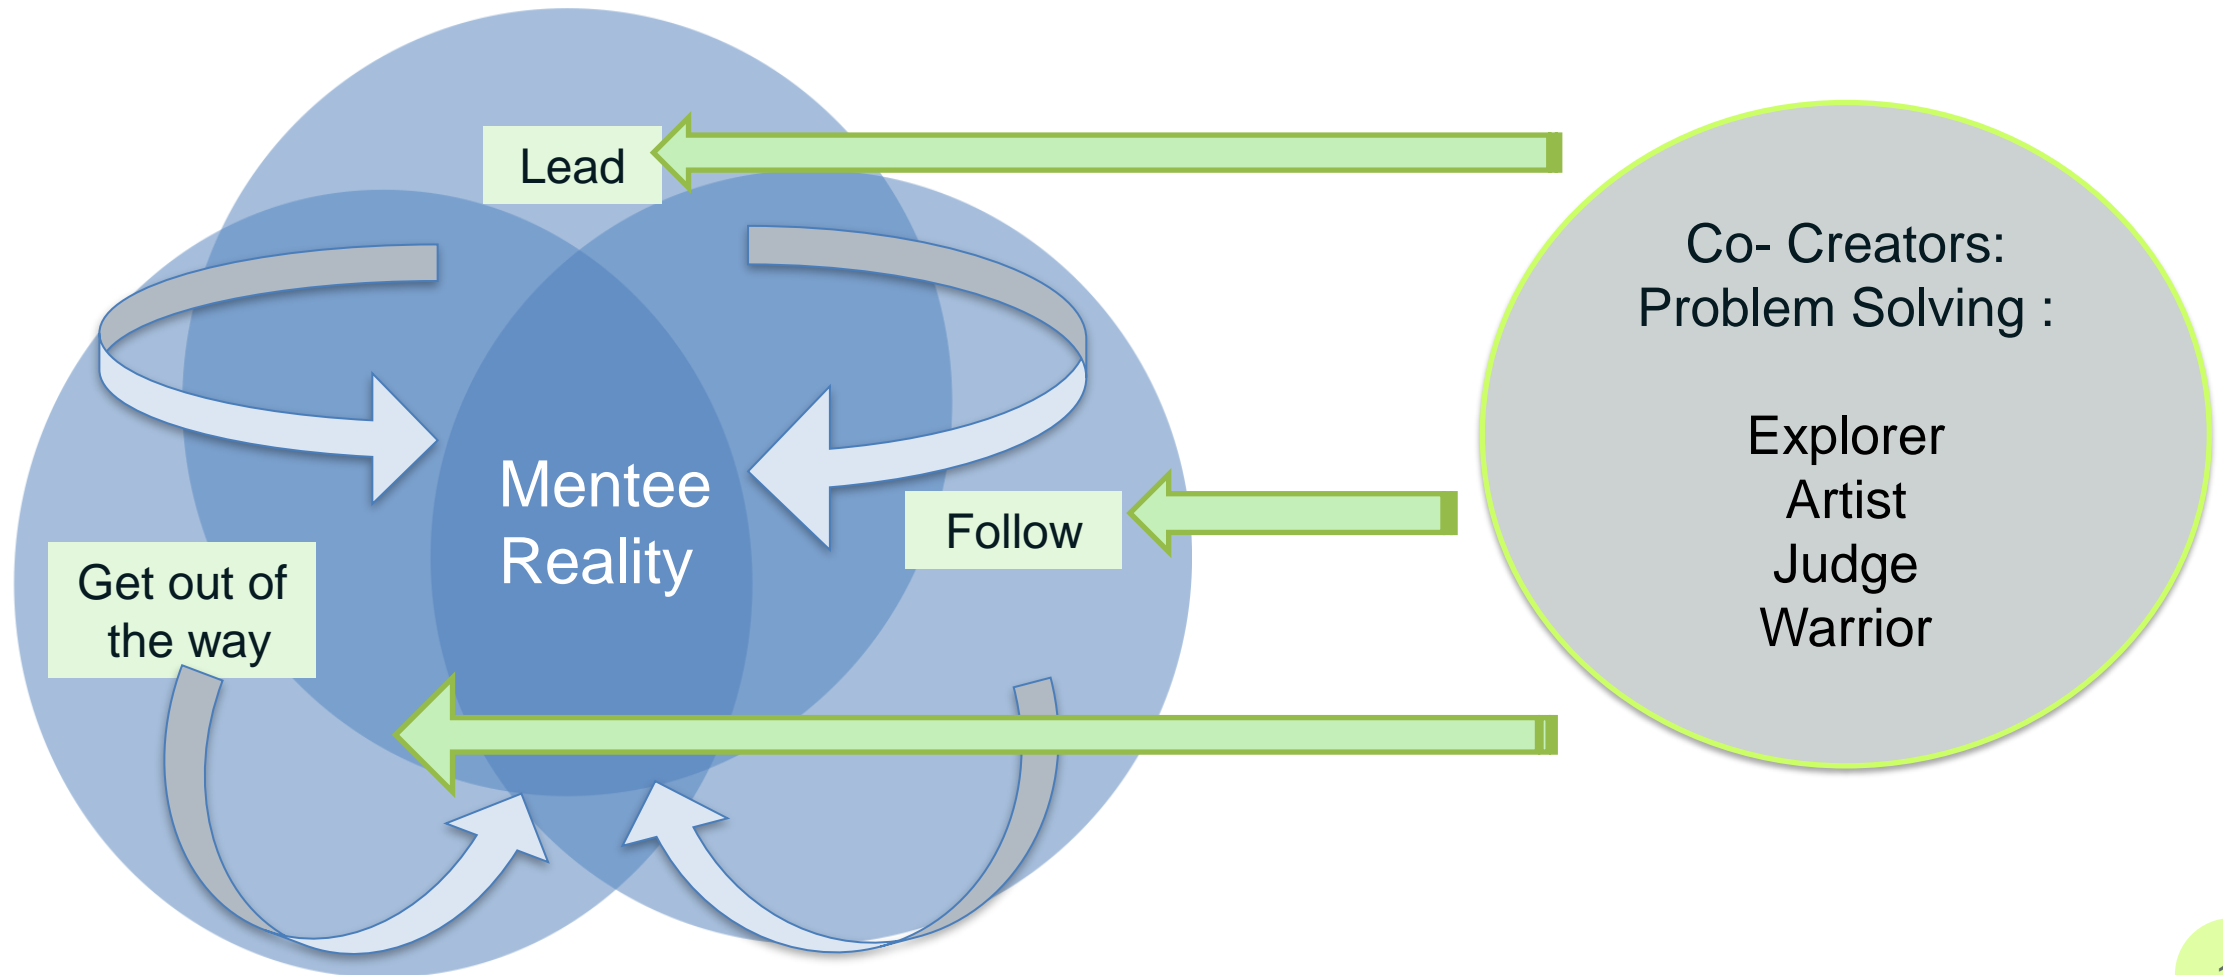 Lead
Co- Creators:
Problem Solving :
Explorer
Artist
Judge
Warrior
Mentee
Reality
Follow
Get out of
the way